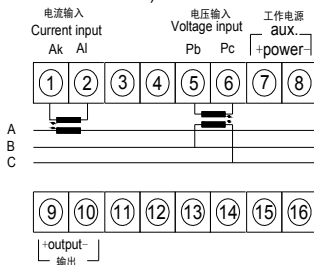 电流输入
Current input
Ak Al
电压输入
Voltage input
Pb Pc
工作电源
aux.
+power-
① ② ③ ④ ⑤ ⑥ ⑦ ⑧
A
B
C
⑨ ⑩ ⑪ ⑫ ⑬ ⑭ ⑮ ⑯
+output-
输出